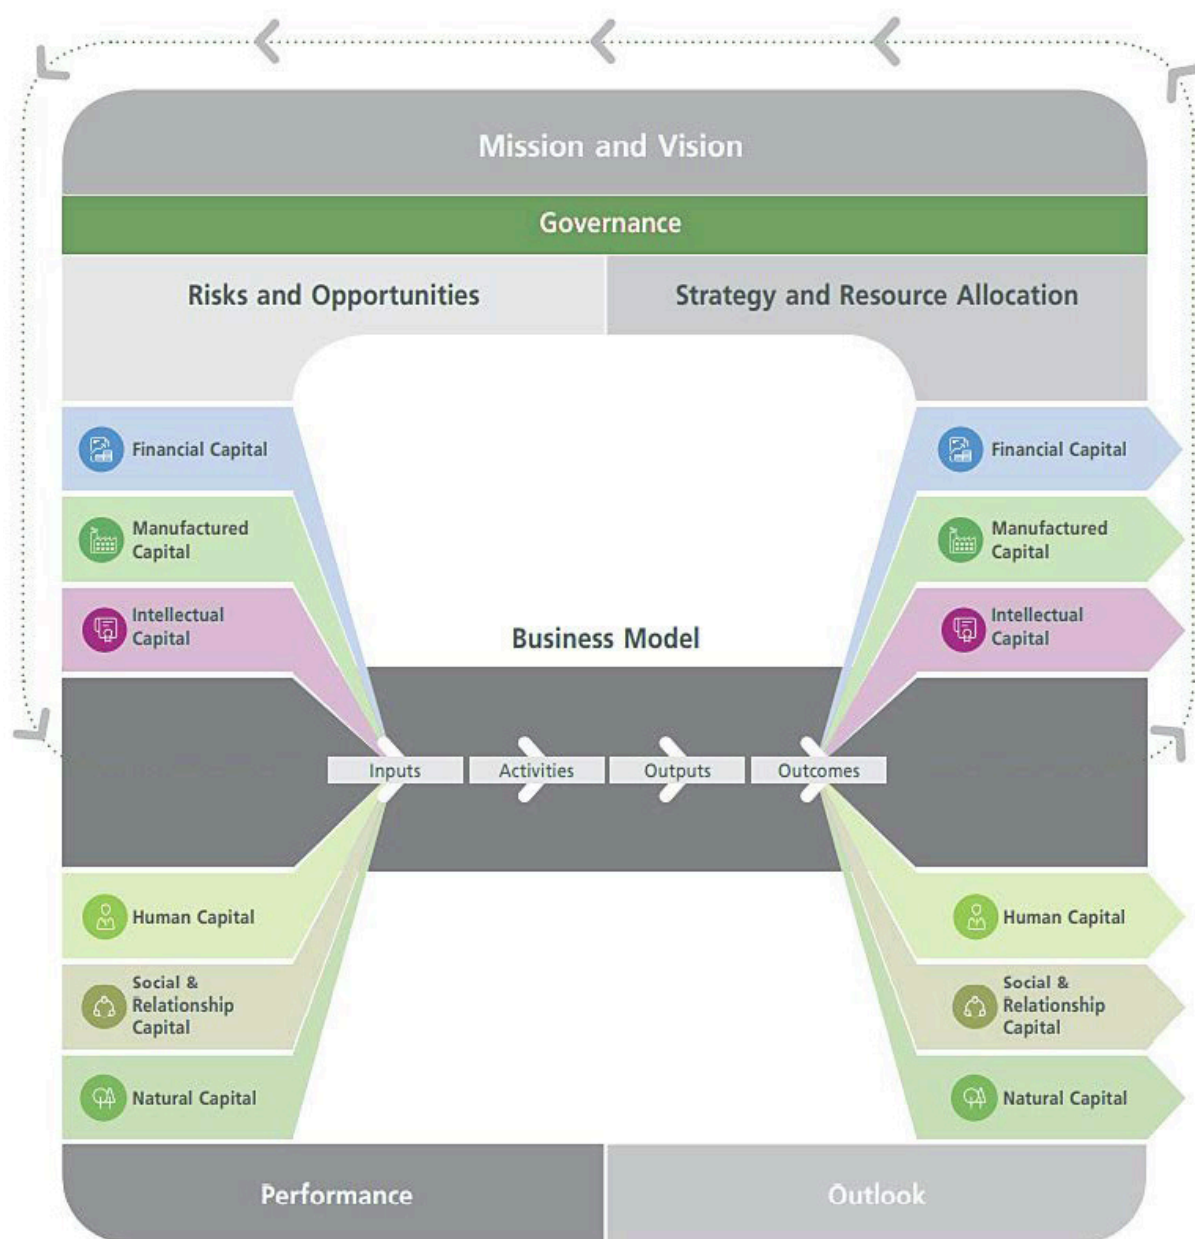 Mission and Vision
Governance
Risks and Opportunities
Strategy and Resource Allocation
Financial Capital
Manufactured
Capital
Intellectual
Capital
Financial Capital
Manufactured
Capital
Intellectual
Capital
Business Model
Inputs
Activities
Outputs
Outcomes
Human Capital
Social &
Relationship
Capital
Natural Capital
Human Capital
Social &
Relationship
Capital
Natural Capital
Performance
Outlook